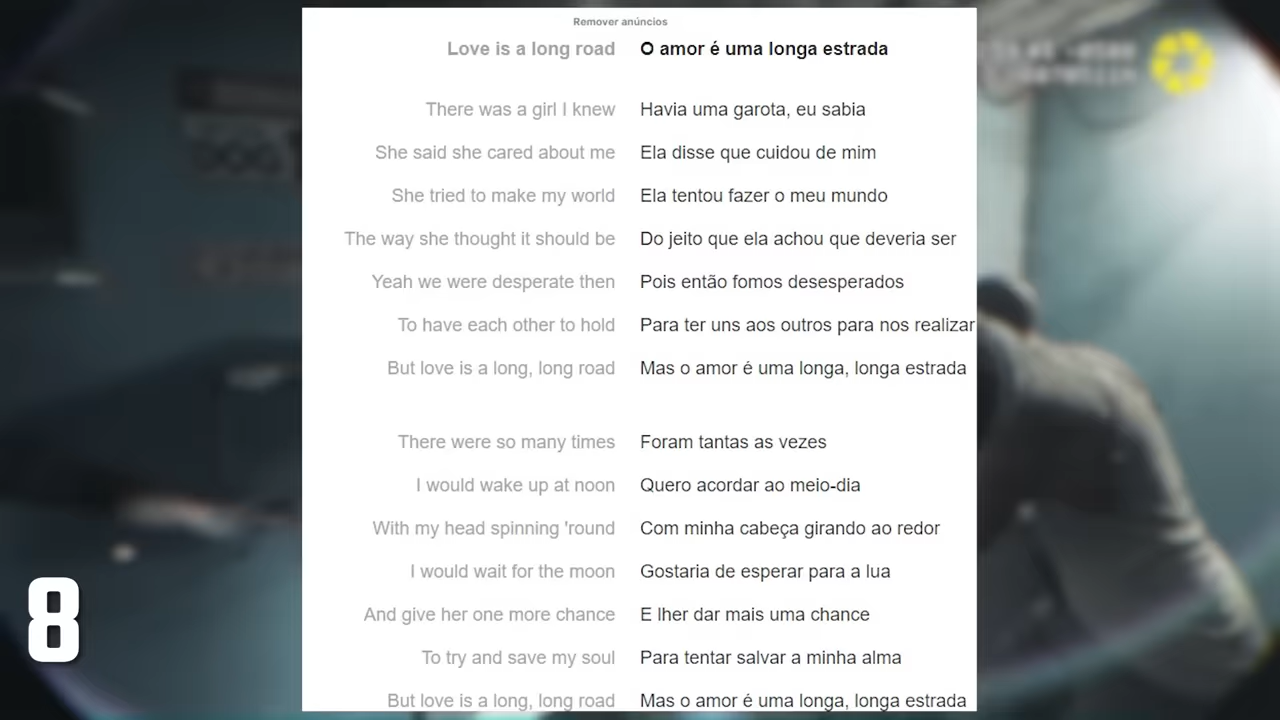 Remover anúncios
Love is a long road O amor é uma longa estrada
There was a girl I knew Havia uma garota, eu sabia
She said she cared about me Ela disse que cuidou de mim
She tried to make my world Ela tentou fazer o meu mundo
The way she thought it should be Do jeito que ela achou que deveria ser
Yeah we were desperate then Pois então fomos desesperados
To have each other to hold Para ter uns aos outros para nos realizar
But love is a long, long road Mas o amor é uma longa, longa estrada
There were so many times Foram tantas as vezes
I would wake up at noon Quero acordar ao meio-dia
With my head spinning 'round Com minha cabeça girando ao redor
I would wait for the moon Gostaria de esperar para a lua
And give her one more chance E lher dar mais uma chance
To try and save my soul Para tentar salvar a minha alma
But love is a long, long road Mas o amor é uma longa, longa estrada
8